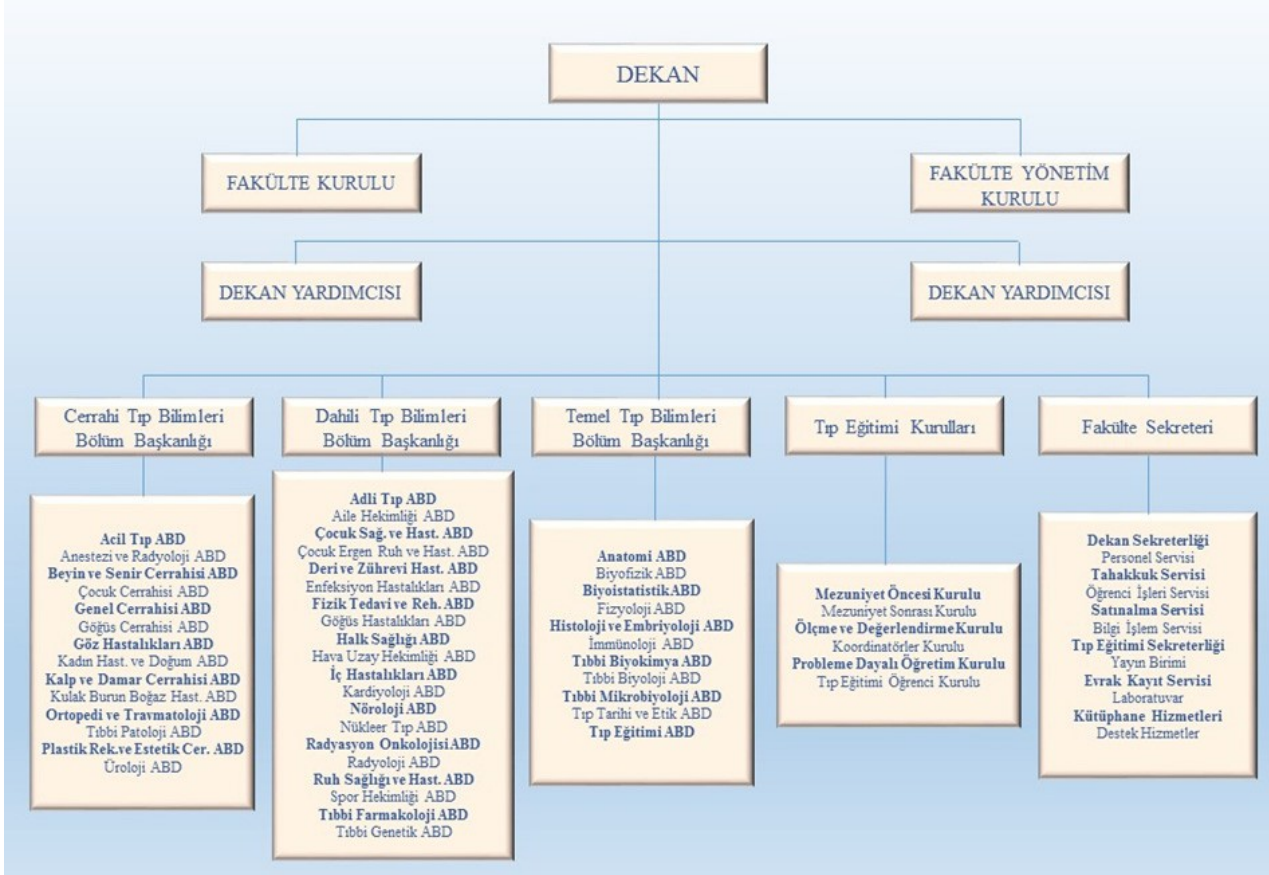 DEKAN
FAKÜLTE KURULU
FAKÜLTE YÖNETİM
KURULU
DEKAN YARDIMCISI
DEKAN YARDIMCISI
Cerrahi Tıp Bilimleri
Bölüm Başkanlığı
Dahili Tıp Bilimleri
Bölüm Başkanlığı
Temel Tıp Bilimleri
Bölüm Başkanlığı
Tıp Eğitimi Kurulları
Fakülte Sekreteri
Acil Tıp ABD
Anestezi ve Radyoloji ABD
Beyin ve Senir Cerrahisi ABD
Çocuk Cerrahisi ABD
Genel Cerrahisi ABD
Göğüs Cerrahisi ABD
Göz Hastalıkları ABD
Kadın Hast. ve Doğum ABD
Kalp ve Damar Cerrahisi ABD
Kulak Burun Boğaz Hast. ABD
Ortopedi ve Travmatoloji ABD
Tıbbi Patoloji ABD
Plastik Rek.ve Estetik Cer. ABD
Üroloji ABD
Adli Tıp ABD
Aile Hekimliği ABD
Çocuk Sağ. ve Hast. ABD
Çocuk Ergen Ruh ve Hast. ABD
Deri ve Zührevi Hast. ABD
Enfeksiyon Hastalıkları ABD
Fizik Tedavi ve Reh. ABD
Göğüs Hastalıkları ABD
Halk Sağlığı ABD
Hava Uzay Hekimliği ABD
İç Hastalıkları ABD
Kardiyoloji ABD
Nöroloji ABD
Nükleer Tıp ABD
Radyasyon Onkolojisi ABD
Radyoloji ABD
Ruh Sağlığı ve Hast. ABD
Spor Hekimliği ABD
Tıbbi Farmakoloji ABD
Tıbbi Genetik ABD
Anatomi ABD
Biyofizik ABD
Biyoistatistik ABD
Fizyoloji ABD
Histoloji ve Embriyoloji ABD
İmmünoloji ABD
Tıbbi Biyokimya ABD
Tıbbi Biyoloji ABD
Tıbbi Mikrobiyoloji ABD
Tıp Tarihi ve Etik ABD
Tıp Eğitimi ABD
Mezuniyet Öncesi Kurulu
Mezuniyet Sonrası Kurulu
Ölçme ve Değerlendirme Kurulu
Koordinatörler Kurulu
Probleme Dayalı Öğretim Kurulu
Tıp Eğitimi Öğrenci Kurulu
Dekan Sekreterliği
Personel Servisi
Tahakkuk Servisi
Öğrenci İşleri Servisi
Satınalma Servisi
Bilgi İşlem Servisi
Tıp Eğitimi Sekreterliği
Yayın Birimi
Evrak Kayıt Servisi
Laboratuvar
Kütüphane Hizmetleri
Destek Hizmetler